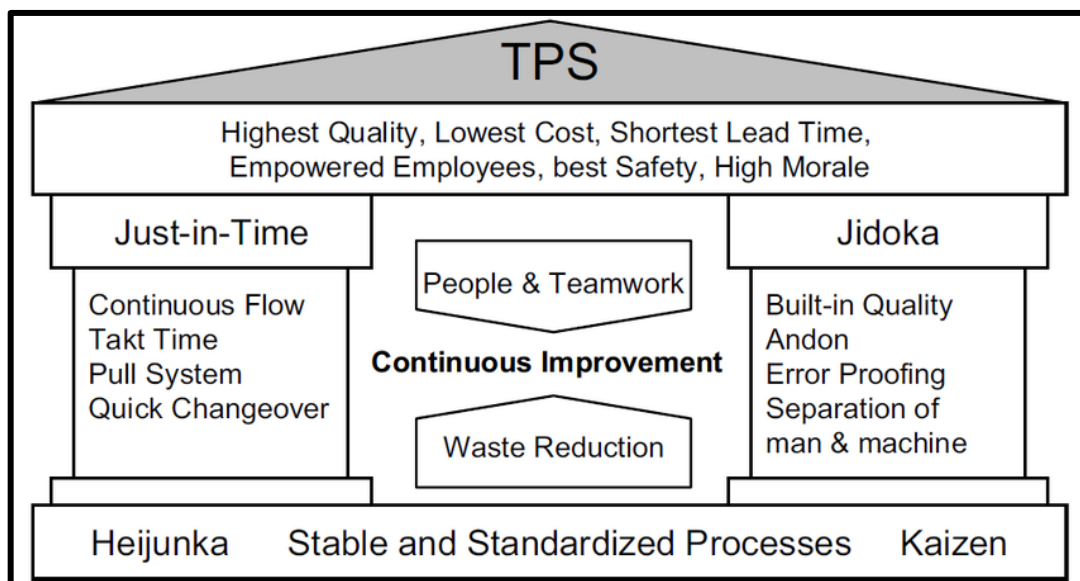 TPS
Highest Quality, Lowest Cost, Shortest Lead Time,
Empowered Employees, best Safety, High Morale
Just-in-Time
Continuous Flow
Takt Time
Pull System
Quick Changeover
People & Teamwork
Continuous Improvement
Waste Reduction
Jidoka
Built-in Quality
Andon
Error Proofing
Separation of
man & machine
Heijunka Stable and Standardized Processes Kaizen